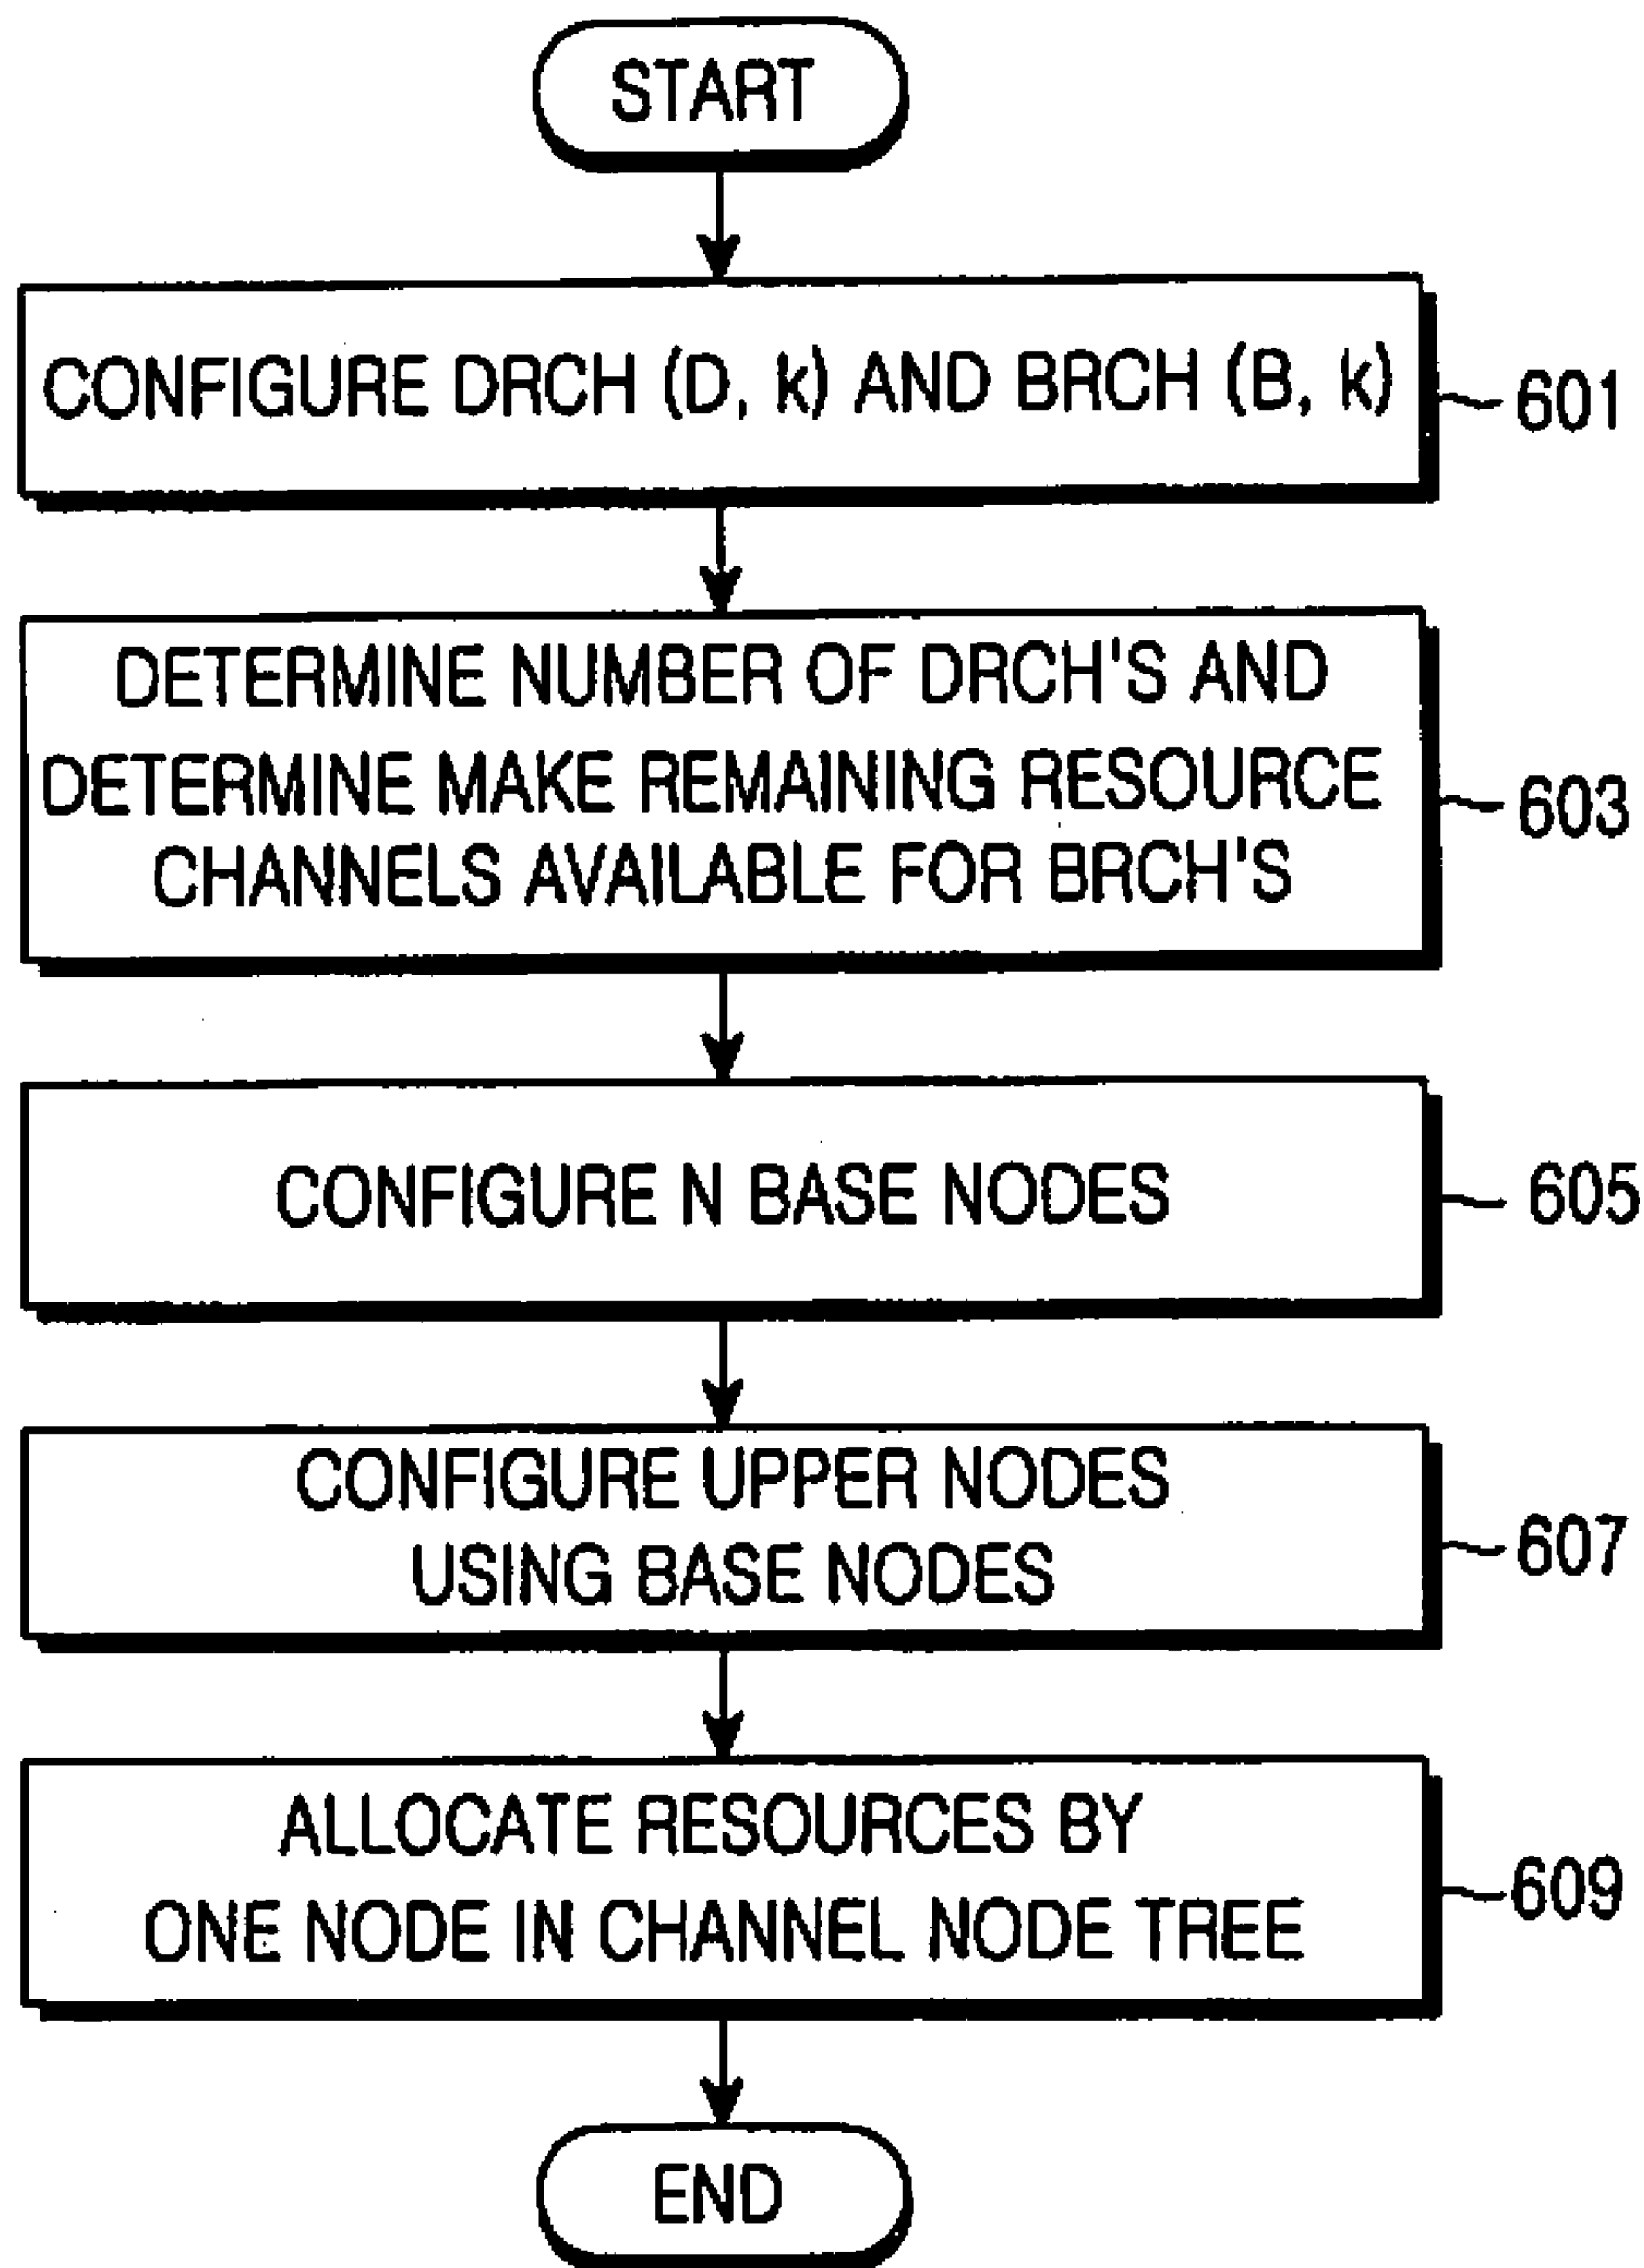 START
CONFIGURE DRCH (D, k) AND BRCH (B, k)
601
DETERMINE NUMBER OF DRCH'S AND
DETERMINE MAKE REMAINING RESOURCE
CHANNELS AVAILABLE FOR BRCH'S
603
CONFIGURE N BASE NODES
605
CONFIGURE UPPER NODES
USING BASE NODES
607
ALLOCATE RESOURCES BY
ONE NODE IN CHANNEL NODE TREE
609
END